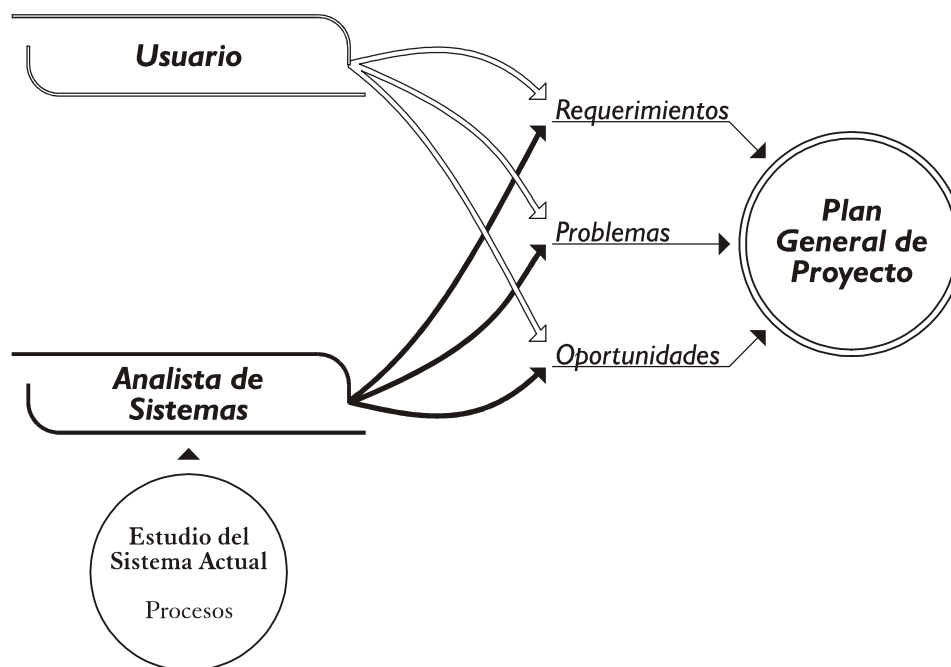 Usuario
Requerimientos
Plan
General de
Proyecto
Problemas
Oportunidades
Analista de
Sistemas
Estudio del
Sistema Actual
Procesos